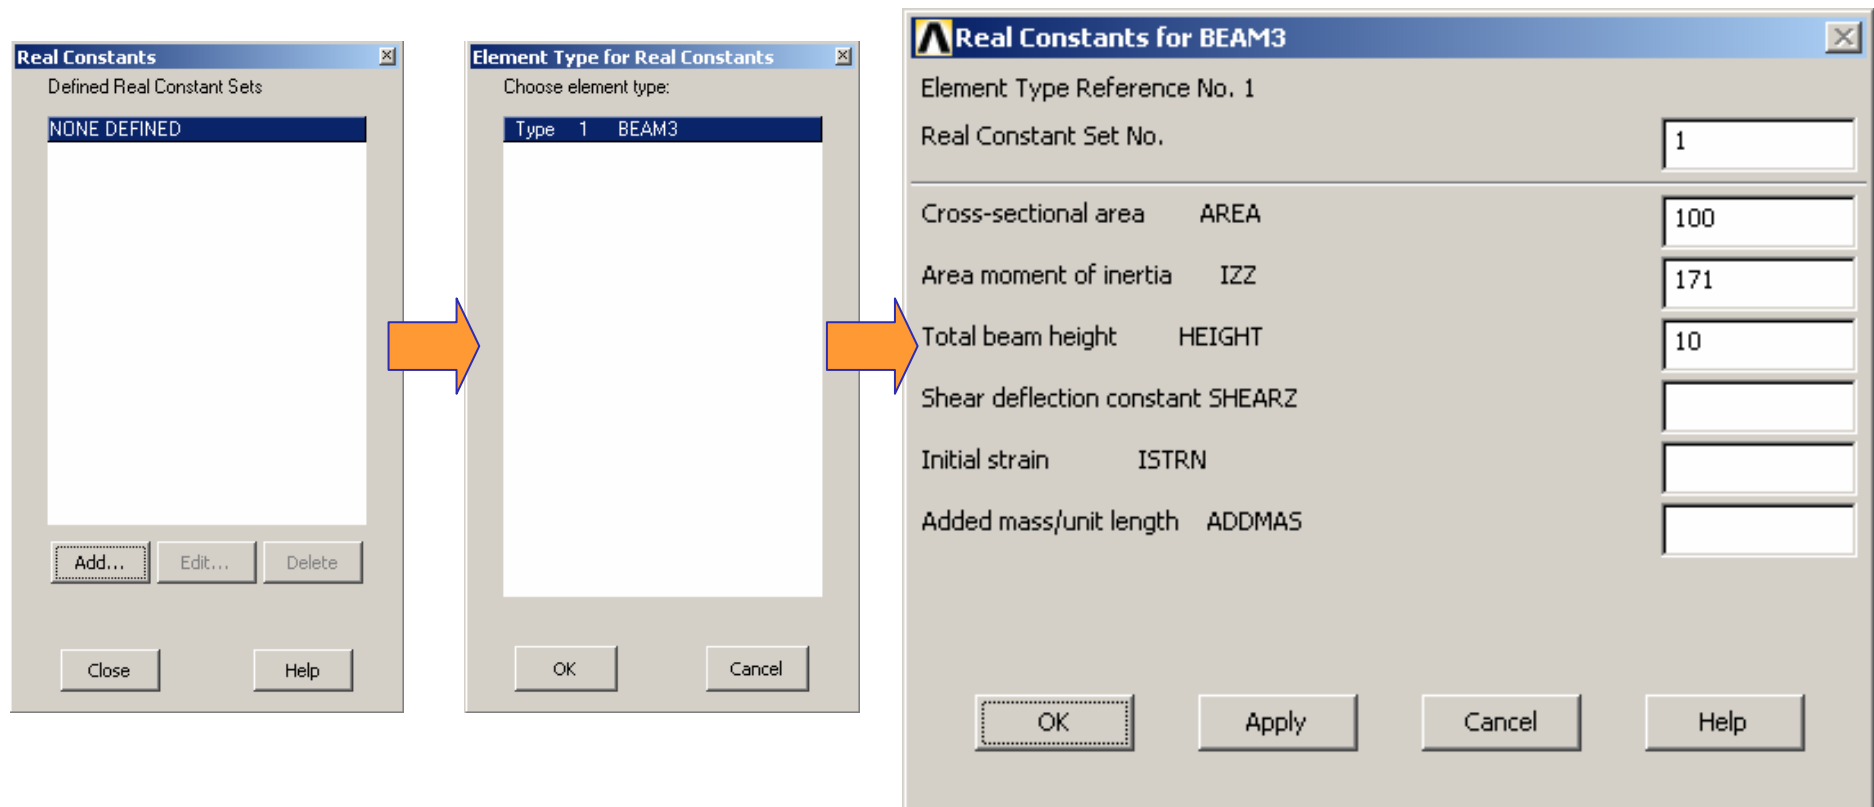 Real Constants
Defined Real Constant Sets
NONE DEFINED
Add... Edit... Delete
Close Help
Element Type for Real Constants
Choose element type:
Type 1 BEAM3
OK Cancel
Real Constants for BEAM3
Element Type Reference No. 1
Real Constant Set No. 1
Cross-sectional area AREA 100
Area moment of inertia IZZ 171
Total beam height HEIGHT 10
Shear deflection constant SHEARZ
Initial strain ISTRN
Added mass/unit length ADDMAS
OK Apply Cancel Help